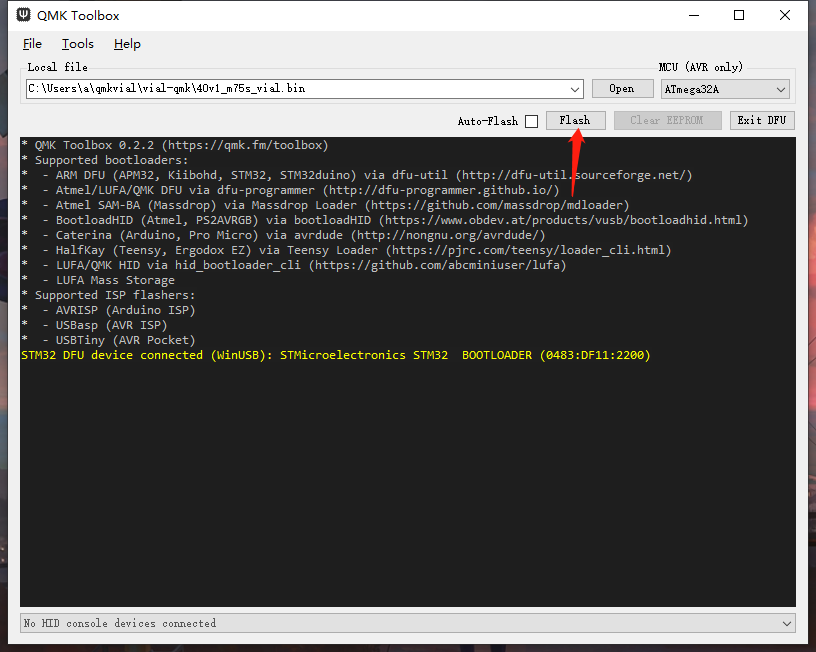 QMK Toolbox
File Tools Help
Local file MCU (AVR only)
C:\Users\a\qmkvial\vial-qmk\40v1_m75s_vial.bin Open ATmega32A
Auto-Flash Flash Clear EEPROM Exit DFU
* QMK Toolbox 0.2.2 (https://qmk.fm/toolbox)
* Supported bootloaders:
*  - ARM DFU (APM32, Kiibohd, STM32, STM32duino) via dfu-util (http://dfu-util.sourceforge.net/)
*  - Atmel/LUFA/QMK DFU via dfu-programmer (http://dfu-programmer.github.io/)
*  - Atmel SAM-BA (Massdrop) via Massdrop Loader (https://github.com/massdrop/mdloader)
*  - BootloadHID (Atmel, PS2AVRGB) via bootloadHID (https://www.obdev.at/products/vusb/bootloadhid.html)
*  - Caterina (Arduino, Pro Micro) via avrdude (http://nongnu.org/avrdude/)
*  - HalfKay (Teensy, Ergodox EZ) via Teensy Loader (https://pjrc.com/teensy/loader_cli.html)
*  - LUFA/QMK HID via hid_bootloader_cli (https://github.com/abcminiuser/lufa)
*  - LUFA Mass Storage
* Supported ISP flashers:
*  - AVRISP (Arduino ISP)
*  - USBasp (AVR ISP)
*  - USBTiny (AVR Pocket)
STM32 DFU device connected (WinUSB): STMicroelectronics STM32  BOOTLOADER (0483:DF11:2200)
No HID console devices connected